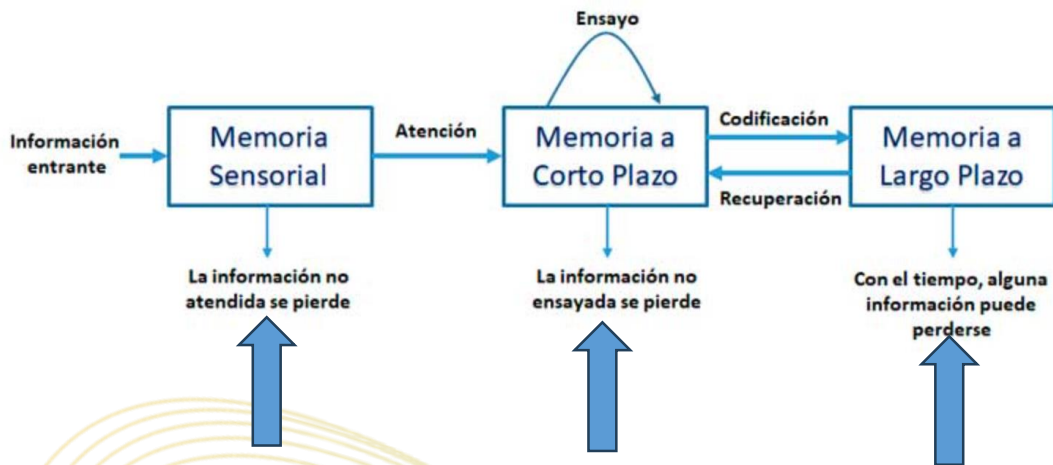 Ensayo
Información
entrante
Memoria
Sensorial
Atención
Memoria a
Corto Plazo
Codificación
Recuperación
Memoria a
Largo Plazo
La información no
atendida se pierde
La información no
ensayada se pierde
Con el tiempo, alguna
información puede
perderse